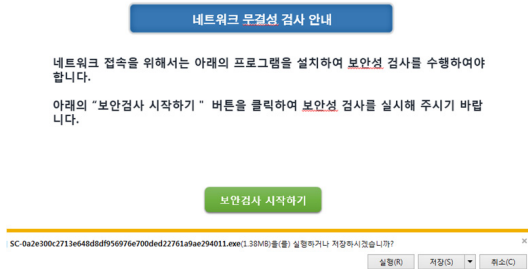 네트워크 무결성 검사 안내
네트워크 접속을 위해서는 아래의 프로그램을 설치하여 보안성 검사를 수행하여야
합니다.
아래의 “보안검사 시작하기 ” 버튼을 클릭하여 보안성 검사를 실시해 주시기 바랍
니다.
보안검사 시작하기
SC-0a2e300c2713e648d8df956976e700ded22761a9ae294011.exe(1.38MB)을(를) 실행하거나 저장하시겠습니까?
×
실행(R) 저장(S) ▼ 취소(C)